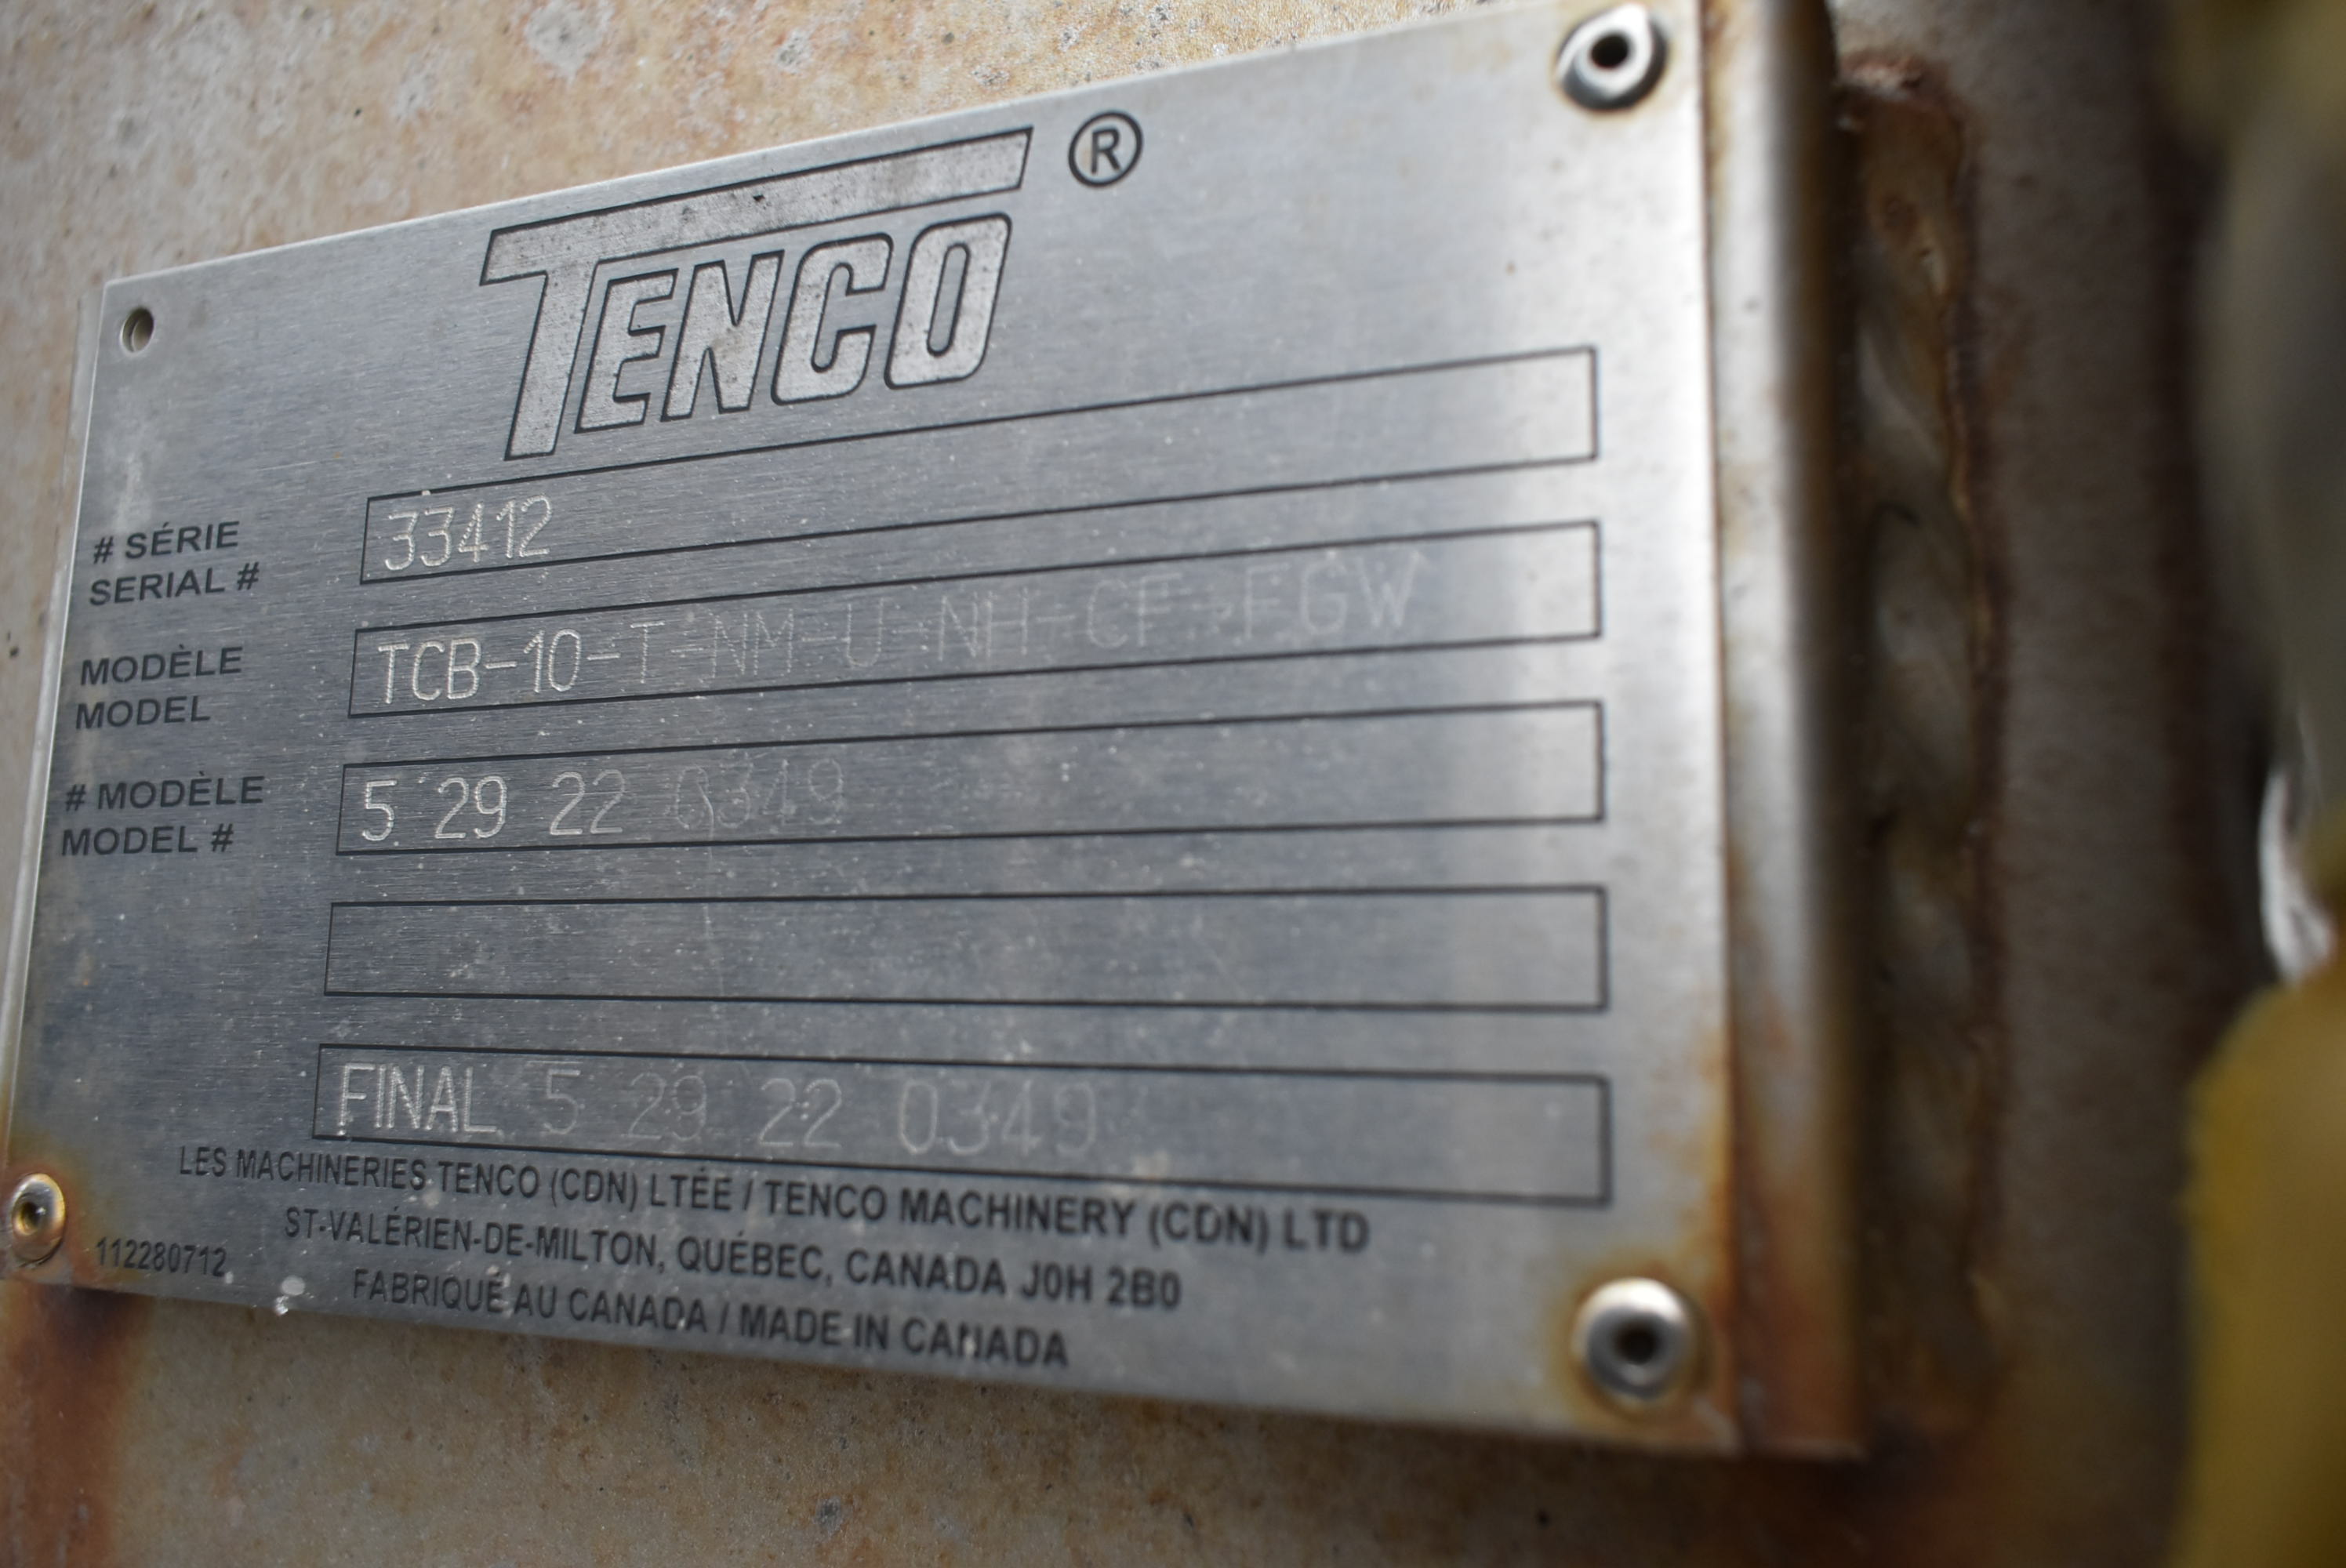 TENCO ®
# SÉRIE
SERIAL #
33412
MODÈLE
MODEL
TCB-10-T-NM-U-NH-CF-FGW
# MODÈLE
MODEL #
5 29 22 0349
FINAL 5 29 22 0349
LES MACHINERIES TENCO (CDN) LTÉE / TENCO MACHINERY (CDN) LTD
ST-VALÉRIEN-DE-MILTON, QUÉBEC, CANADA J0H 2B0
112280712
FABRIQUÉ AU CANADA / MADE IN CANADA